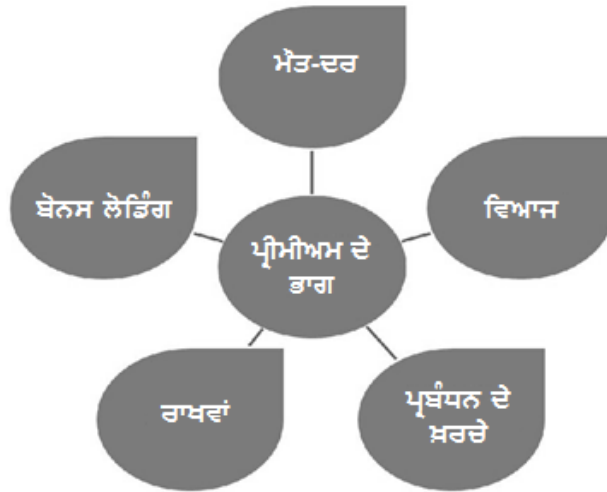 ਮੌਤ-ਦਰ
ਬੋਨਸ ਲੋਡਿੰਗ
ਵਿਆਜ
ਪ੍ਰੀਮੀਅਮ ਦੇ
ਭਾਗ
ਰਾਖਵਾਂ
ਪ੍ਰਬੰਧਨ ਦੇ
ਖ਼ਰਚੇ